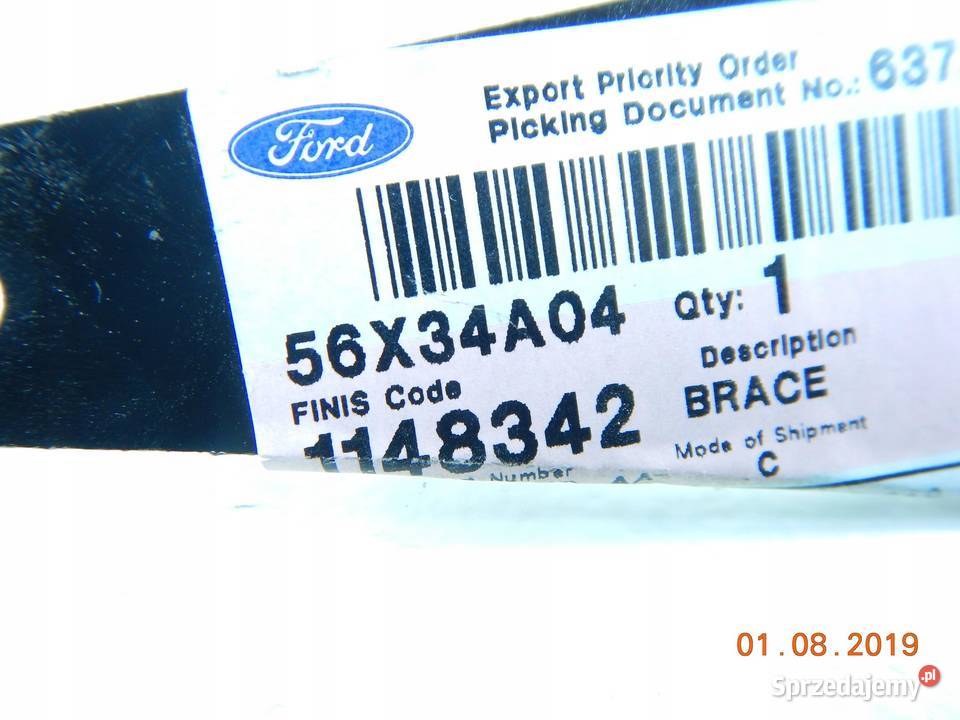 Ford
Export Priority Order
Picking Document No.: 637
56X34A04
Qty: 1
FINIS Code
Description
1148342
BRACE
Number
Mode of Shipment
C
01.08.2019
Sprzedajemy.pl